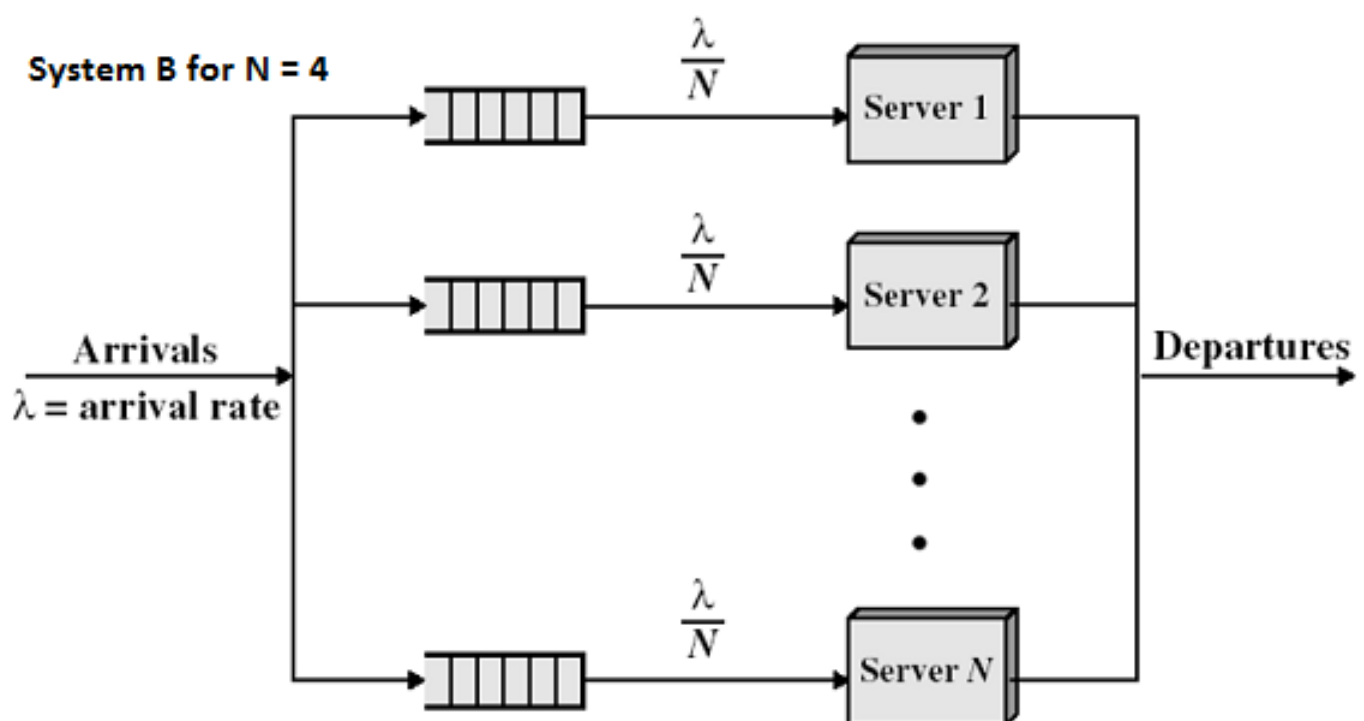 System B for N = 4
λ
N
Server 1
λ
N
Server 2
Arrivals
λ = arrival rate
Departures
λ
N
Server N